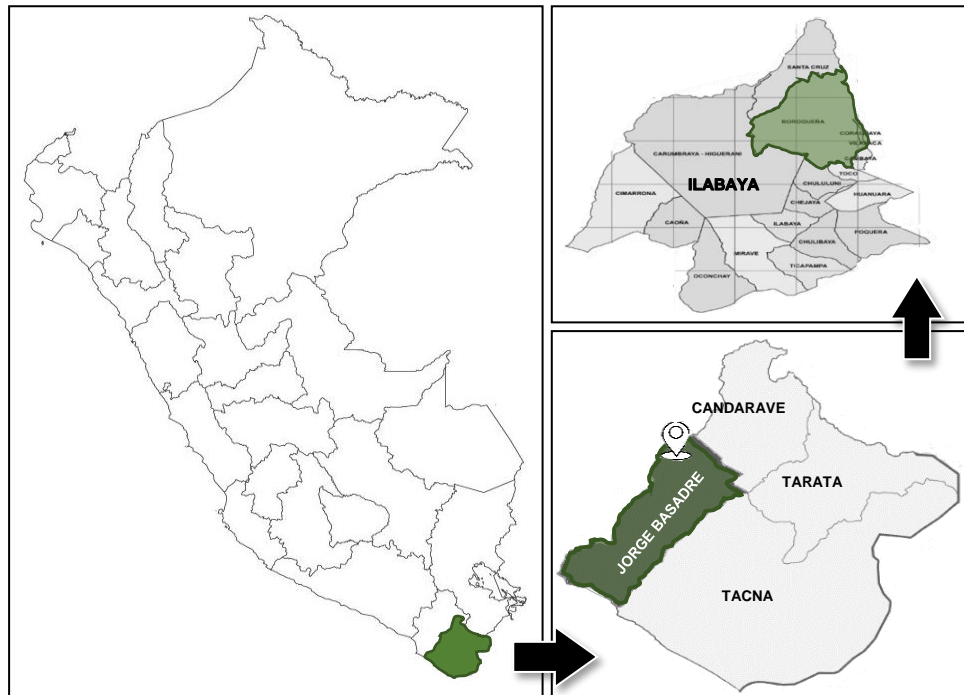 SANTA CRUZ
BOROGUEÑA
CARUMBRAYA - HIGUERANI
TOCO
CHULULUNI
ILABAYA
CIMARRONA
HUANUARA
CHEJAYA
CAOÑA
ILABAYA
POQUERA
CHULIBAYA
MIRAVE
TICAPAMPA
OCONCHAY
CANDARAVE
TARATA
JORGE BASADRE
TACNA